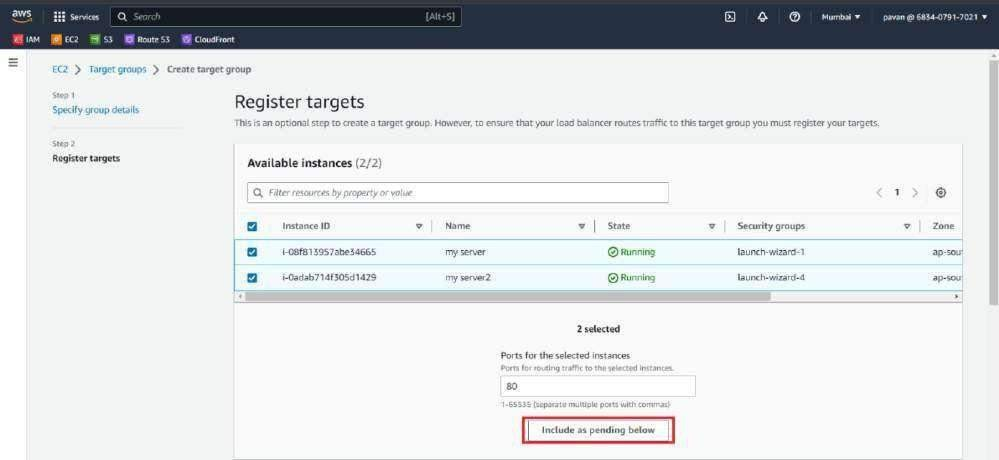 aws Services Search [Alt+S] Mumbai pavan @ 6834-0791-7021
IAM EC2 S3 Route 53 CloudFront
EC2 > Target groups > Create target group
Step 1
Specify group details
Step 2
Register targets
Register targets
This is an optional step to create a target group. However, to ensure that your load balancer routes traffic to this target group you must register your targets.
Available instances (2/2)
Filter resources by property or value
1
Instance ID Name State Security groups Zone
i-08f813957abe34665 my server Running launch-wizard-1 ap-sou
i-0adab714f305d1429 my server2 Running launch-wizard-4 ap-sou
2 selected
Ports for the selected instances
Ports for routing traffic to the selected instances.
80
1-65535 (separate multiple ports with commas)
Include as pending below